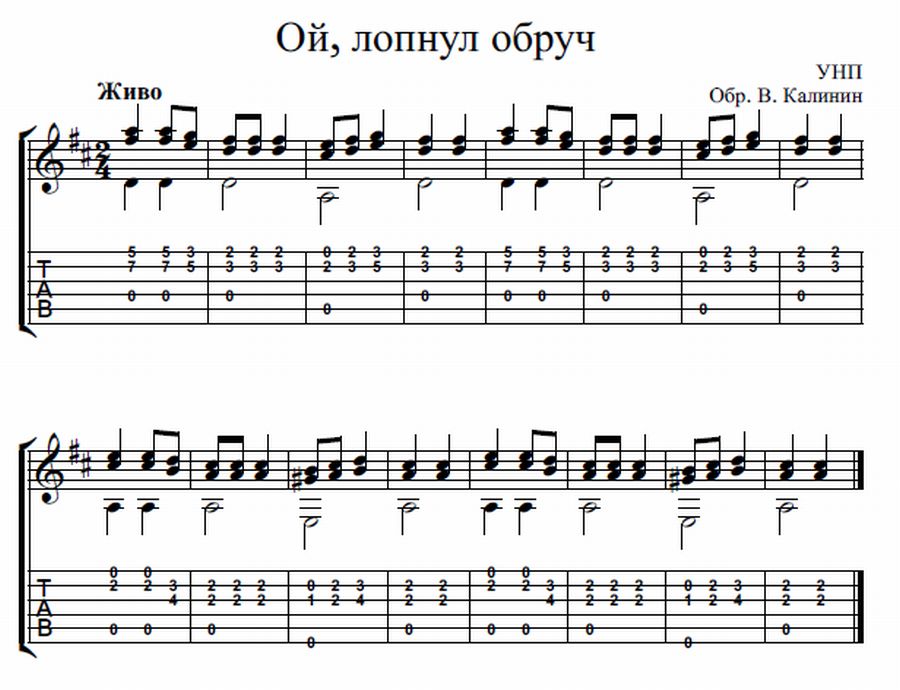 Ой, лопнул обруч
УНП
Живо
Обр. В. Калинин
2
4
5 5 3 2 2 2 0 2 3 2 2 5 5 3 2 2 2 0 2 3 2 2
T 7 7 5 3 3 3 2 3 5 3 3 7 7 5 3 3 3 2 3 5 3 3
A 0 0 0 0 0 0 0 0
B 0 0
0 0 0 0
T 2 2 3 2 2 2 0 2 3 2 2 2 2 3 2 2 2 0 2 3 2 2
A 4 2 2 2 1 2 4 2 2 4 2 2 2 1 2 4 2 2
B 0 0 0 0 0 0 0 0
0 0